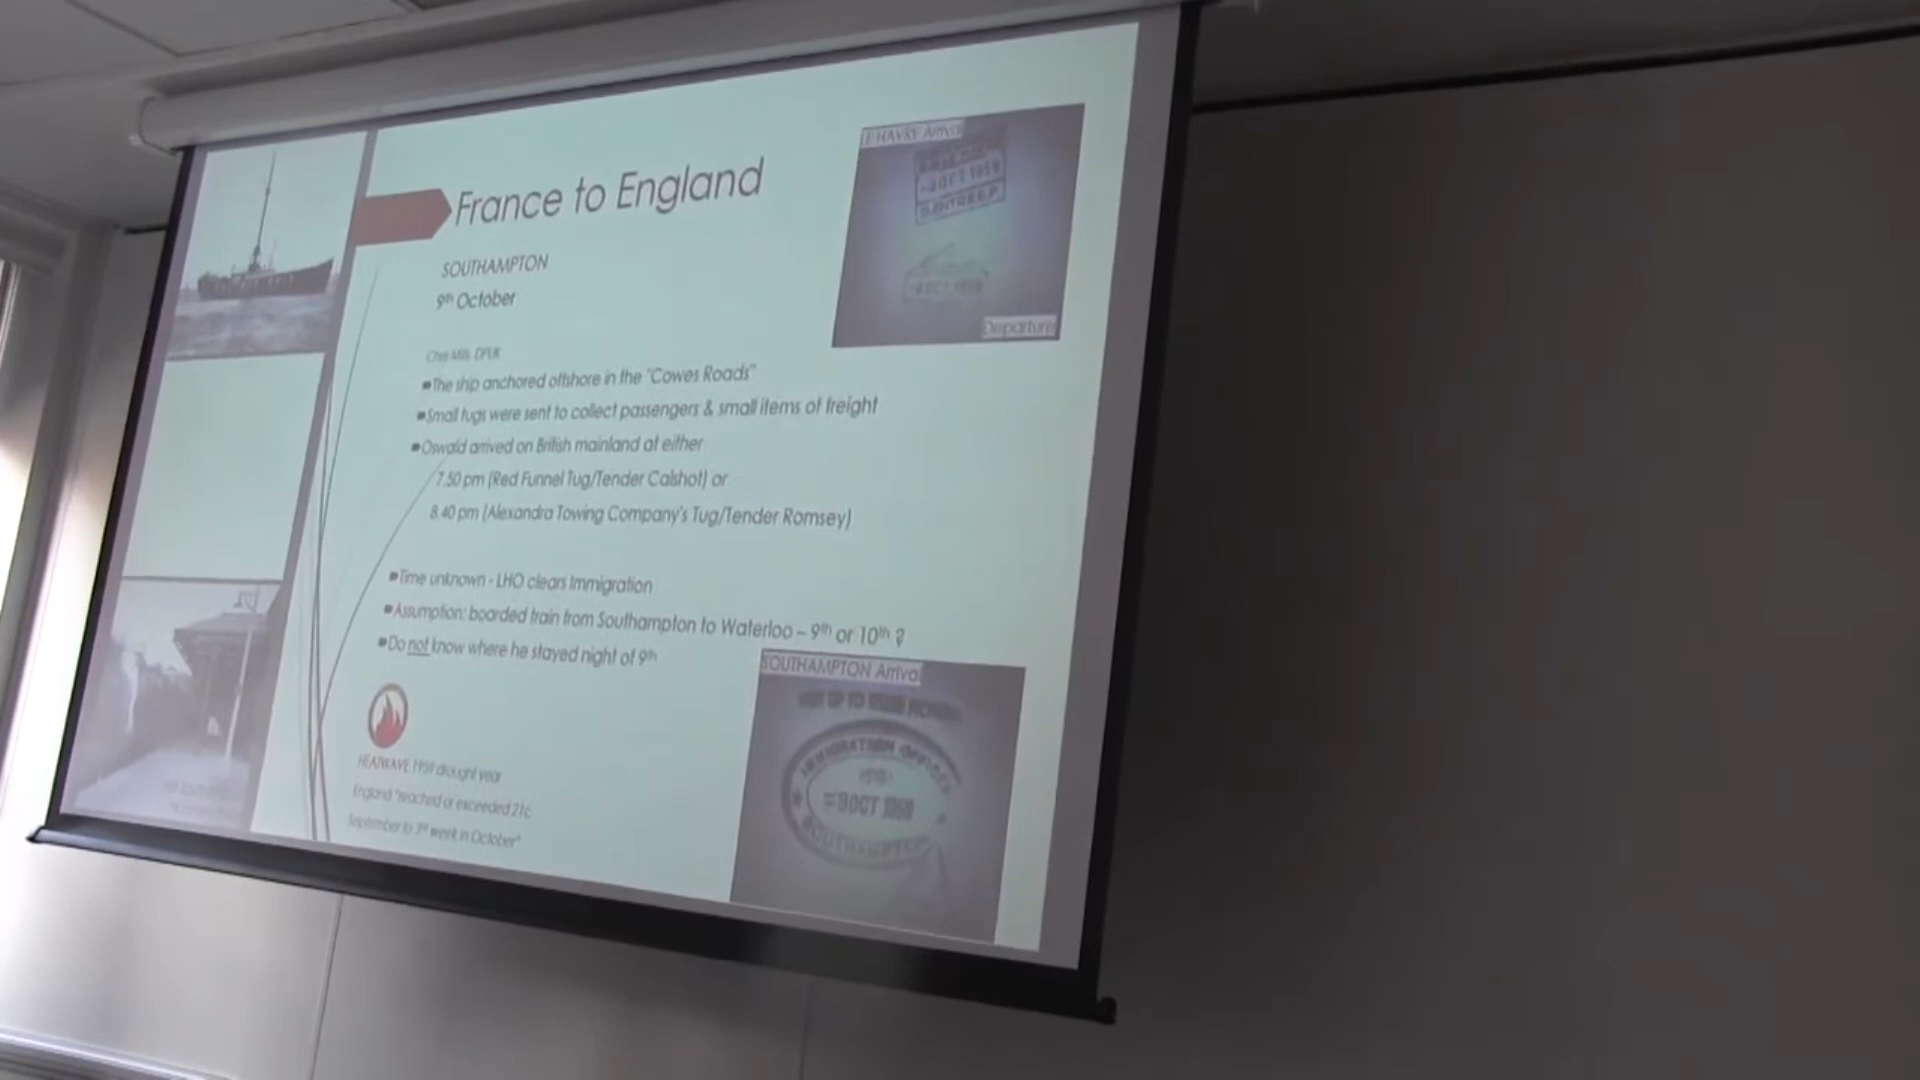 France to England
LE HAVRE Arrival
OCT 1959
Departure
SOUTHAMPTON
9th October
Chris Mills DPUK
The ship anchored offshore in the "Cowes Roads"
Small tugs were sent to collect passengers & small items of freight
Oswald arrived on British mainland at either
7.50 pm (Red Funnel Tug/Tender Calshot) or
8.40 pm (Alexandra Towing Company's Tug/Tender Romsey)
Time unknown - LHO clears Immigration
Assumption: boarded train from Southampton to Waterloo – 9th or 10th ?
Do not know where he stayed night of 9th
HEATWAVE 1959 drought year
England "reached or exceeded 21c
September to 3rd week in October"
SOUTHAMPTON Arrival
IMMIGRATION OFFICER
9 OCT 1959
SOUTHAMPTON